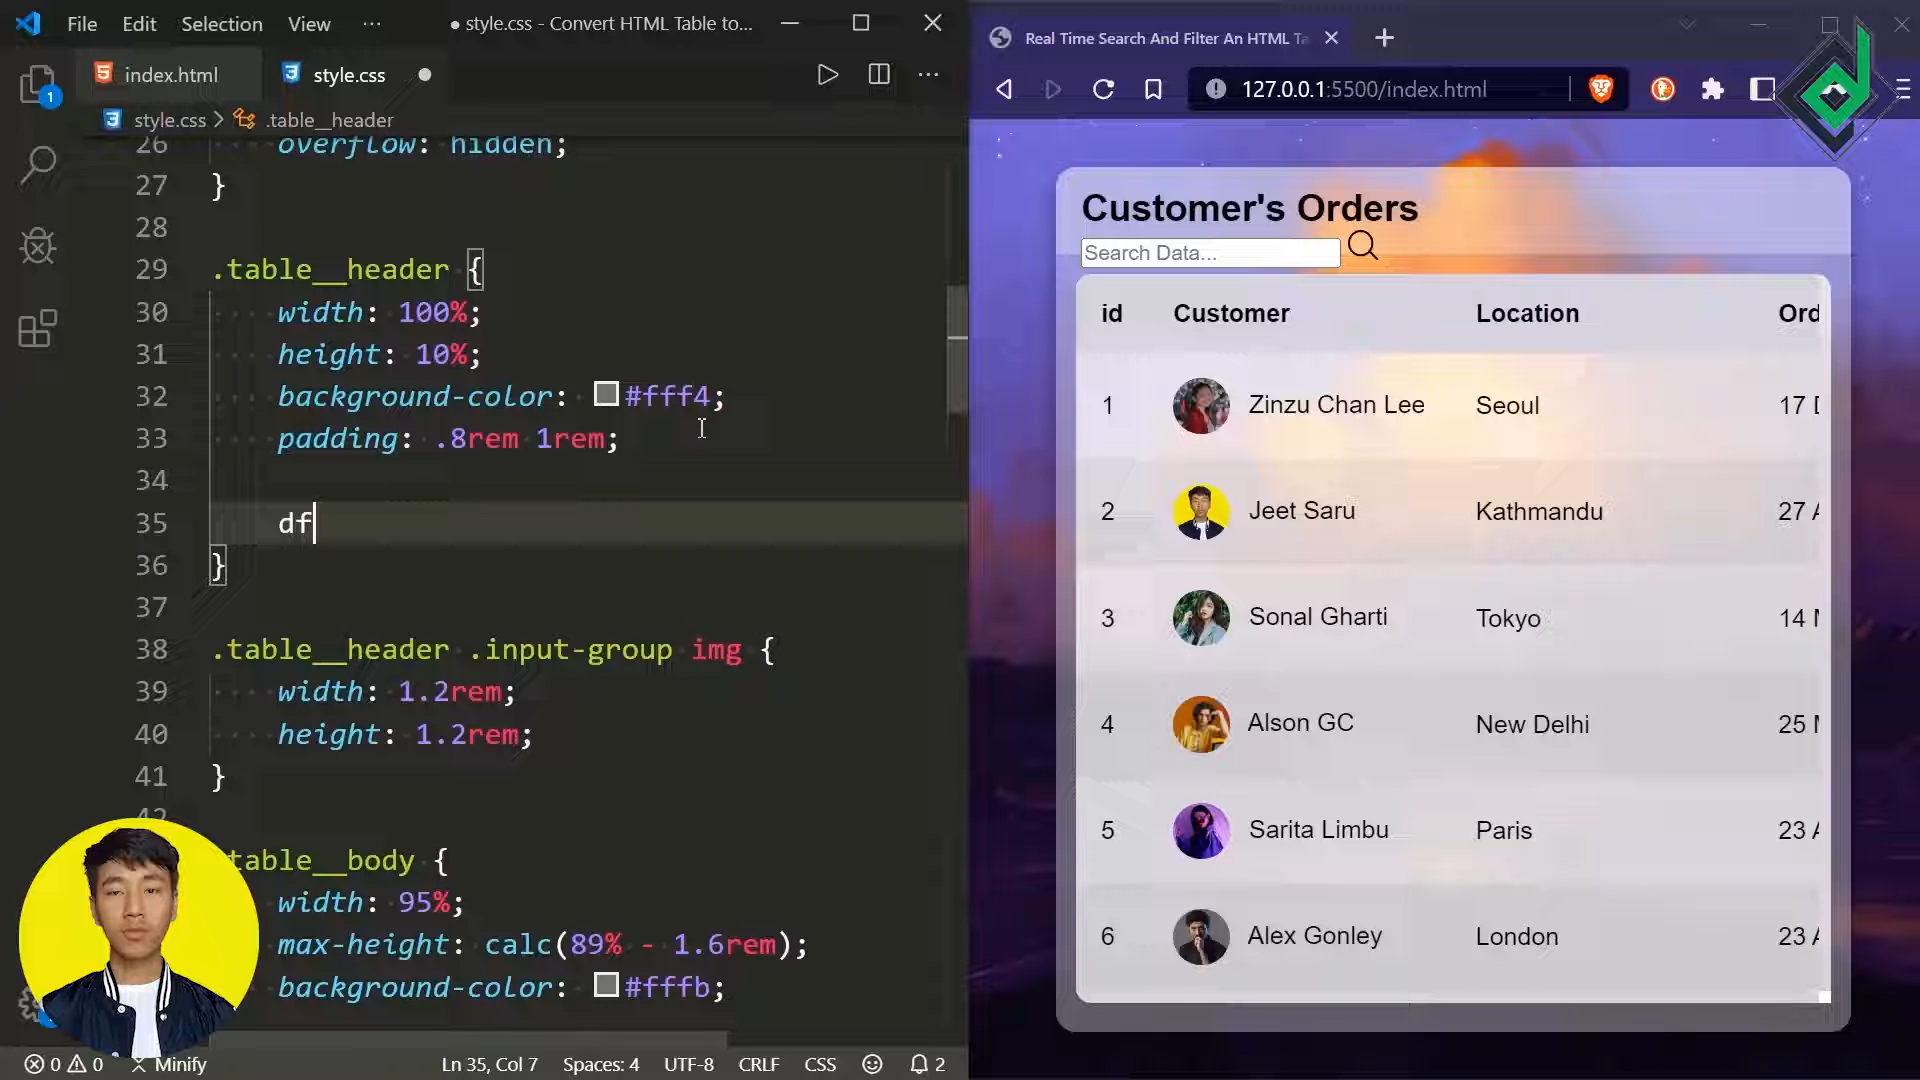 File Edit Selection View ··· ● style.css - Convert HTML Table to...
index.html style.css
style.css > .table__header
26 overflow: hidden;
27 }
28
29 .table__header {
30 width: 100%;
31 height: 10%;
32 background-color: #fff4;
33 padding: .8rem 1rem;
34
35 df
36 }
37
38 .table__header .input-group img {
39 width: 1.2rem;
40 height: 1.2rem;
41 }
42
table__body {
width: 95%;
max-height: calc(89% - 1.6rem);
background-color: #fffb;
1
0 0 Minify Ln 35, Col 7 Spaces: 4 UTF-8 CRLF CSS 2
Real Time Search And Filter An HTML Ta
127.0.0.1:5500/index.html
Customer's Orders
Search Data...
id Customer Location Ord
1 Zinzu Chan Lee Seoul 17
2 Jeet Saru Kathmandu 27
3 Sonal Gharti Tokyo 14
4 Alson GC New Delhi 25
5 Sarita Limbu Paris 23
6 Alex Gonley London 23